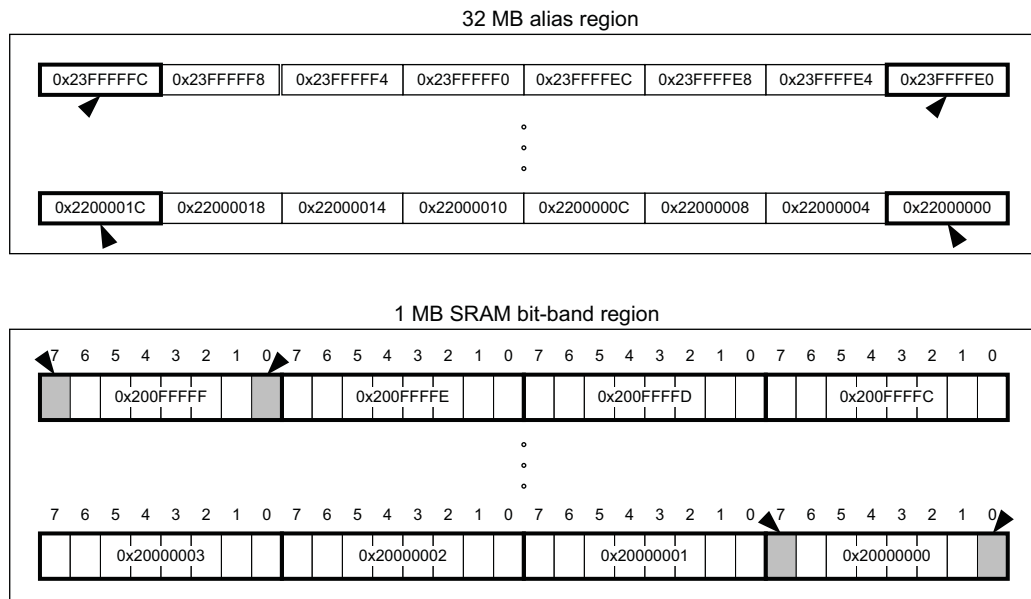 32 MB alias region
0x23FFFFFC 0x23FFFFF8 0x23FFFFF4 0x23FFFFF0 0x23FFFFEC 0x23FFFFE8 0x23FFFFE4 0x23FFFFE0
0x2200001C 0x22000018 0x22000014 0x22000010 0x2200000C 0x22000008 0x22000004 0x22000000
1 MB SRAM bit-band region
7 6 5 4 3 2 1 0 7 6 5 4 3 2 1 0 7 6 5 4 3 2 1 0 7 6 5 4 3 2 1 0
0x200FFFFF 0x200FFFFE 0x200FFFFD 0x200FFFFC
7 6 5 4 3 2 1 0 7 6 5 4 3 2 1 0 7 6 5 4 3 2 1 0 7 6 5 4 3 2 1 0
0x20000003 0x20000002 0x20000001 0x20000000